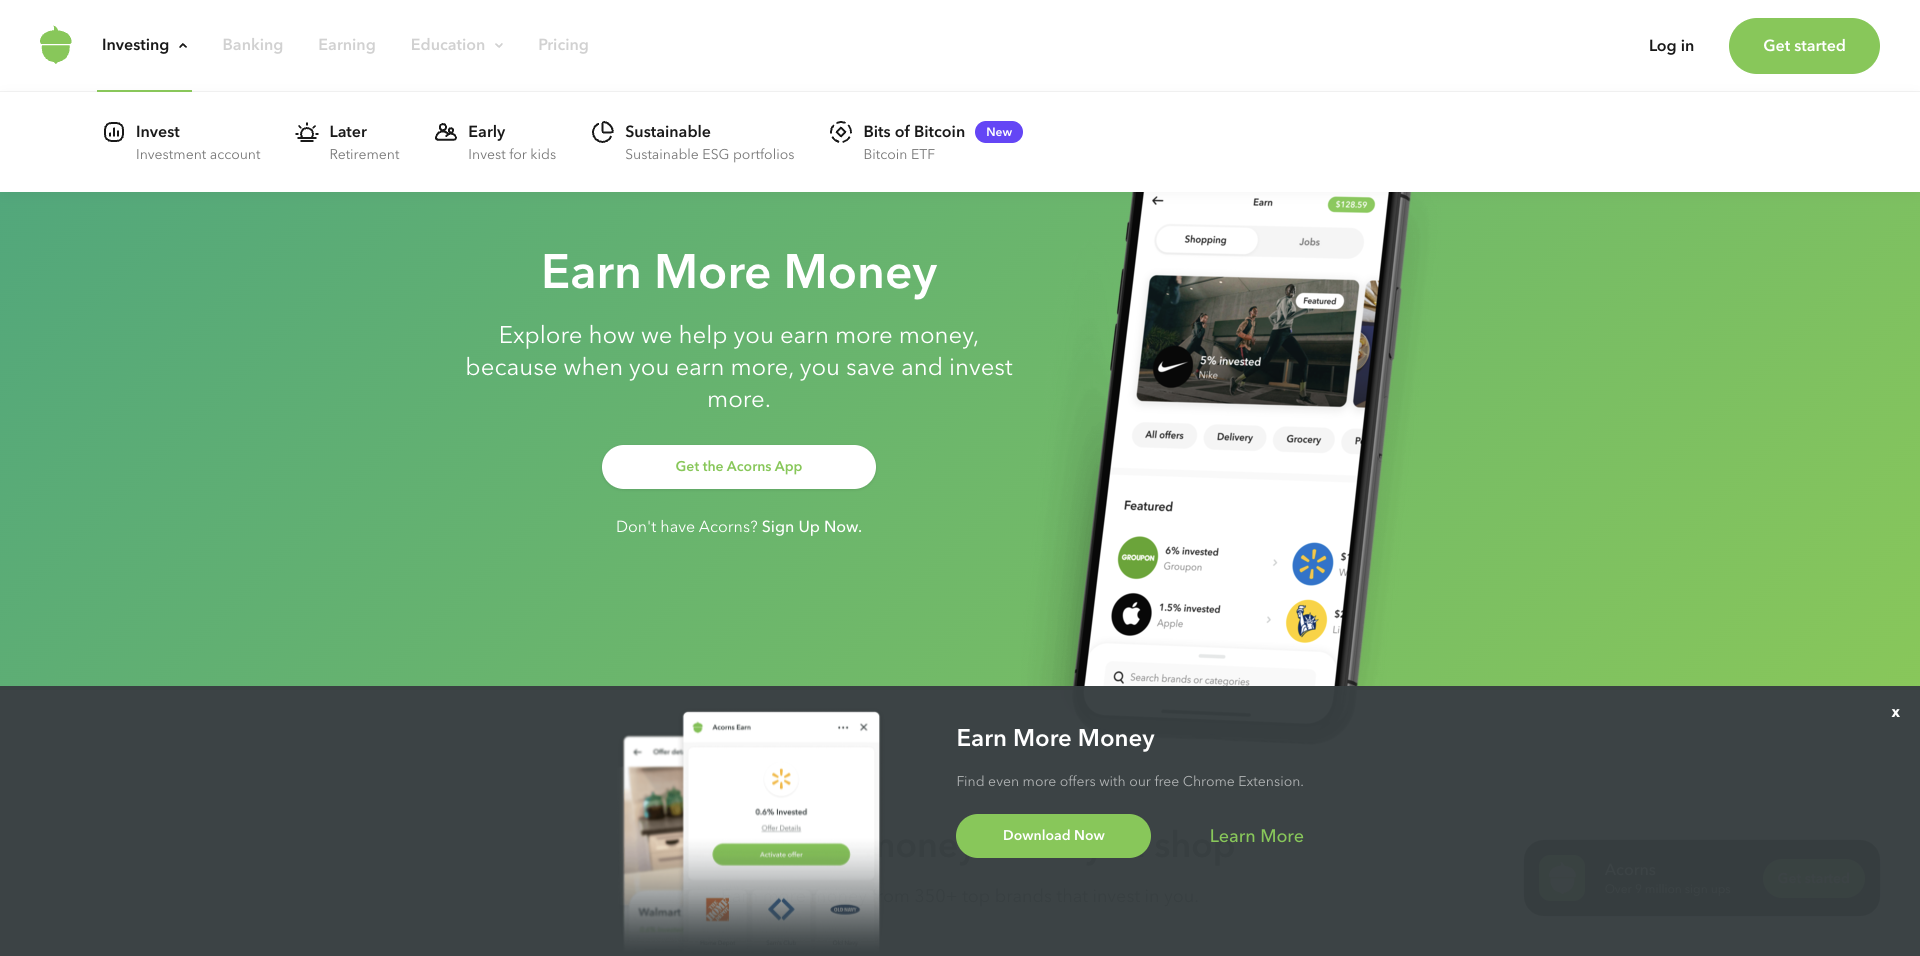 Investing
Banking
Earning
Education
Pricing
Log in
Get started
Invest
Investment account
Later
Retirement
Early
Invest for kids
Sustainable
Sustainable ESG portfolios
Bits of Bitcoin
New
Bitcoin ETF
Earn More Money
Explore how we help you earn more money,
because when you earn more, you save and invest
more.
Get the Acorns App
Don't have Acorns? Sign Up Now.
Earn
$128.59
Shopping
Jobs
Featured
5% invested
Nike
All offers
Delivery
Grocery
Featured
GROUPON
6% invested
Groupon
1.5% invested
Apple
Search brands or categories
x
Acorns Earn
Offer
0.6% Invested
Offer Details
Activate offer
Walmart
OLD NAVY
Earn More Money
Find even more offers with our free Chrome Extension.
Download Now
Learn More
shop
Acorns